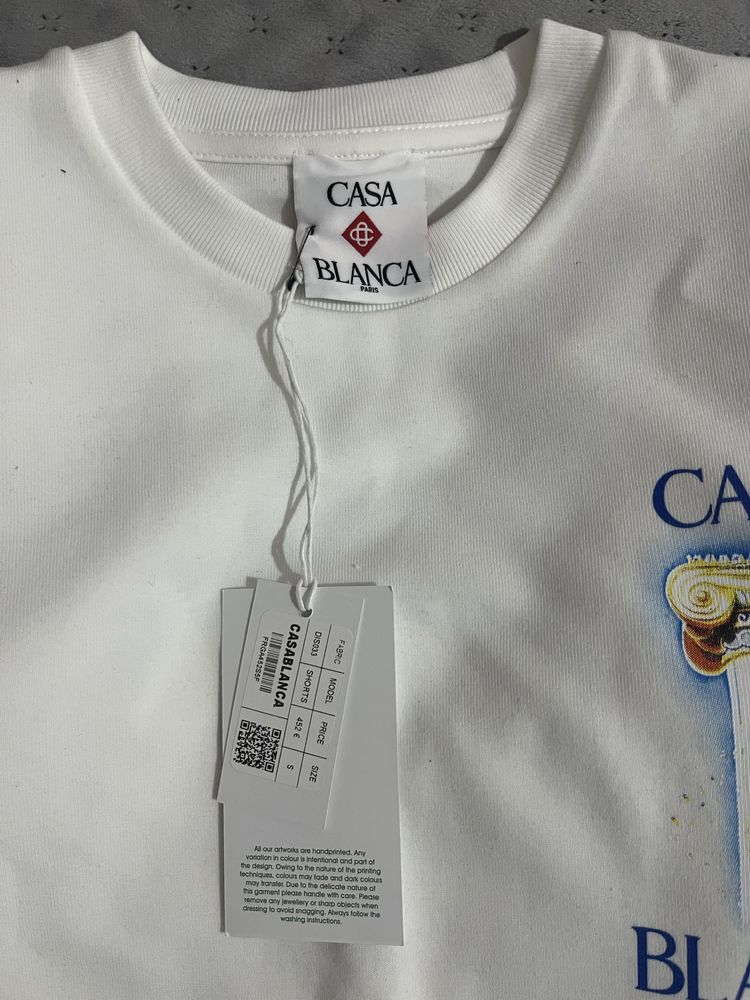 CASA
BLANCA
PARIS
CA
BLA
FABRIC
MODEL
PRICE
SIZE
DIS033
SHORTS
452 €
S
CASABLANCA
FRGA452S5F
All our artworks are handprinted. Any
variation in colour is intentional and part of
the design. Owing to the nature of the printing
techniques, colours may fade and dark colours
may transfer. Due to the delicate nature of
this garment please handle with care. Please
remove any jewellery or sharp objects when
dressing to avoid snagging. Always follow the
washing instructions.